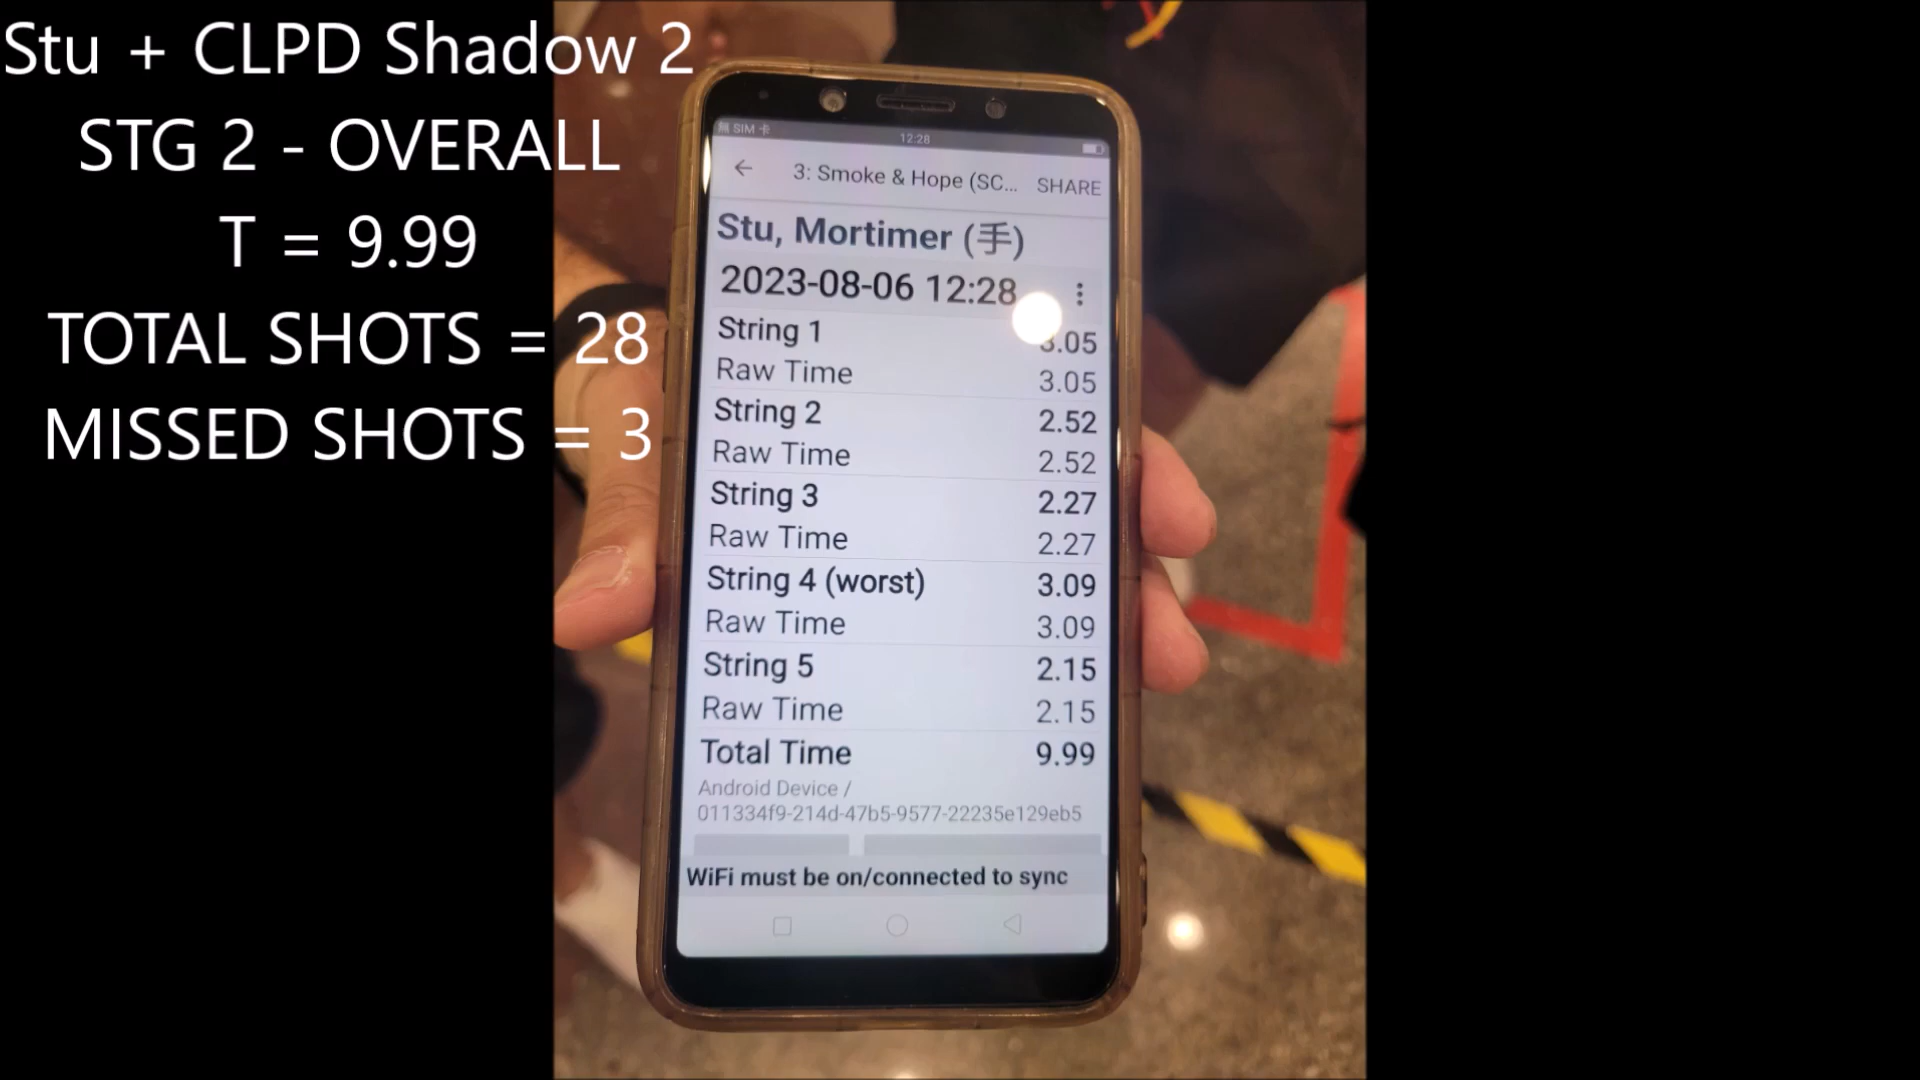 Stu + CLPD Shadow 2
STG 2 - OVERALL
T = 9.99
TOTAL SHOTS = 28
MISSED SHOTS = 3
無 SIM 卡
12:28
3: Smoke & Hope (SC... SHARE
Stu, Mortimer (手)
2023-08-06 12:28
String 1 3.05
Raw Time 3.05
String 2 2.52
Raw Time 2.52
String 3 2.27
Raw Time 2.27
String 4 (worst) 3.09
Raw Time 3.09
String 5 2.15
Raw Time 2.15
Total Time 9.99
Android Device /
011334f9-214d-47b5-9577-22235e129eb5
WiFi must be on/connected to sync